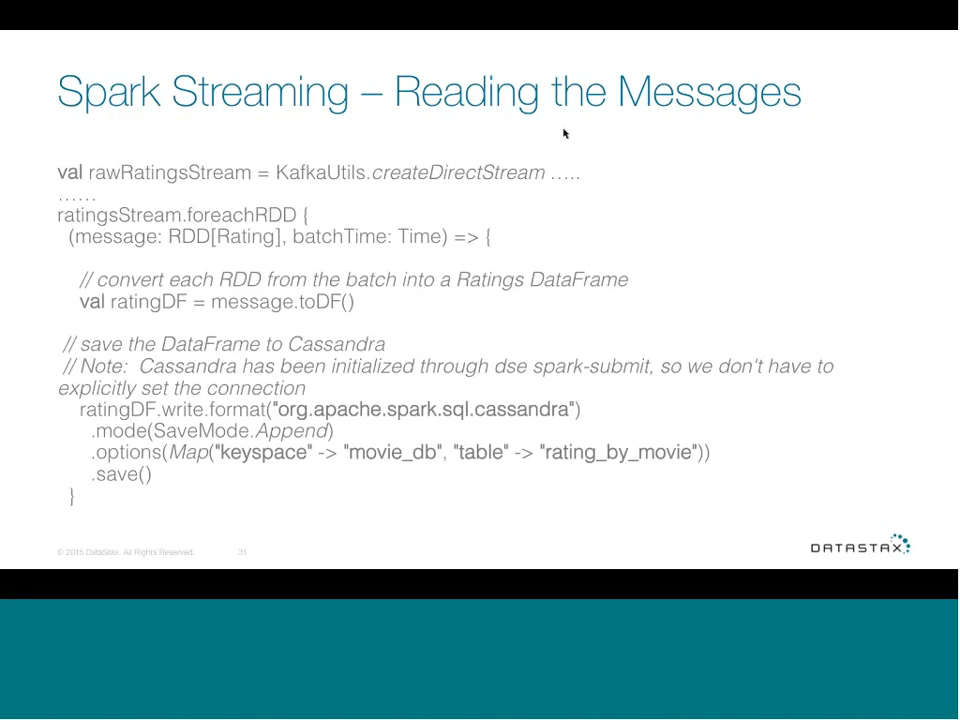 Spark Streaming – Reading the Messages
val rawRatingsStream = KafkaUtils.createDirectStream …..
……
ratingsStream.foreachRDD {
(message: RDD[Rating], batchTime: Time) => {
// convert each RDD from the batch into a Ratings DataFrame
val ratingDF = message.toDF()
// save the DataFrame to Cassandra
// Note:  Cassandra has been initialized through dse spark-submit, so we don't have to
explicitly set the connection
ratingDF.write.format("org.apache.spark.sql.cassandra")
.mode(SaveMode.Append)
.options(Map("keyspace" -> "movie_db", "table" -> "rating_by_movie"))
.save()
}
© 2015 DataStax. All Rights Reserved. 31
DATASTAX